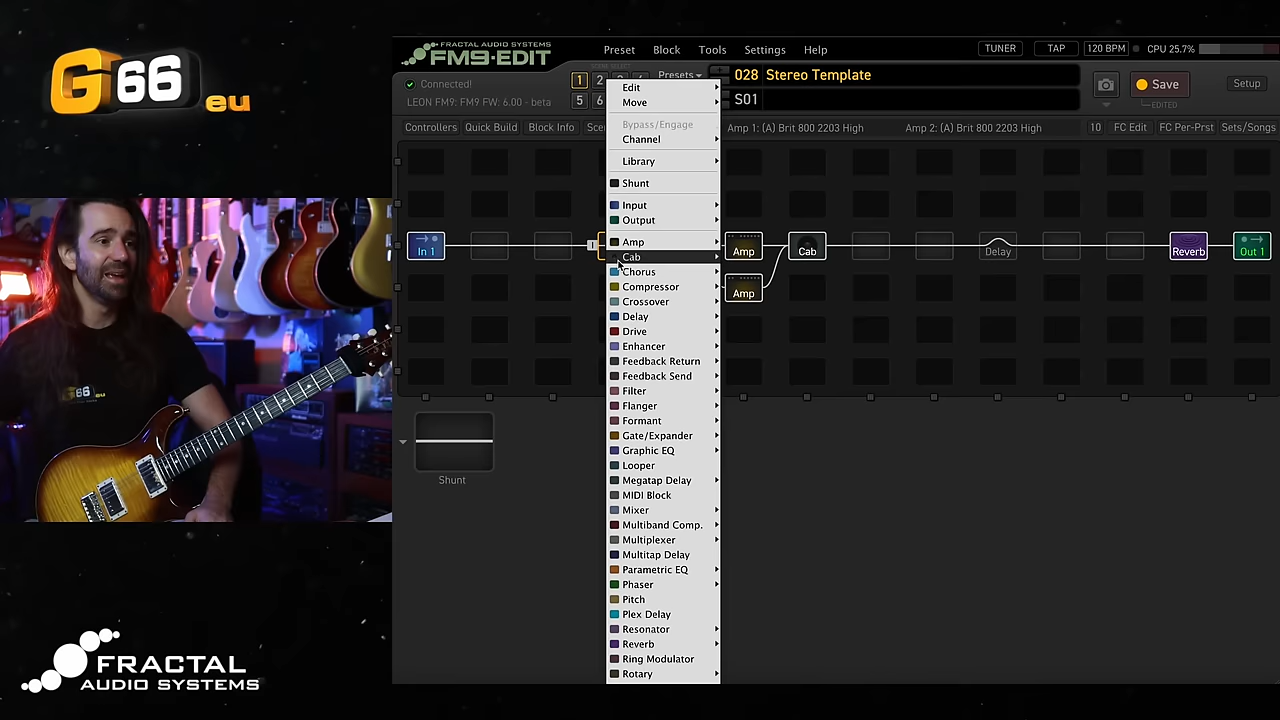 G66
eu
FRACTAL AUDIO SYSTEMS
FM9-EDIT
Preset
Block
Tools
Settings
Help
TUNER
TAP
120 BPM
CPU 25.7%
SCENE SELECT
1
2
Presets
028 Stereo Template
Connected!
Save
Setup
LEON FM9: FM9 FW: 6.00 - beta
5
6
S01
EDITED
Controllers
Quick Build
Block Info
Amp 1: (A) Brit 800 2203 High
Amp 2: (A) Brit 800 2203 High
FC Edit
FC Per-Prst
Sets/Songs
Edit
Move
Bypass/Engage
Channel
Library
Shunt
Input
Output
Amp
Cab
Chorus
Compressor
Crossover
Delay
Drive
Enhancer
Feedback Return
Feedback Send
Filter
Flanger
Formant
Gate/Expander
Graphic EQ
Looper
Megatap Delay
MIDI Block
Mixer
Multiband Comp.
Multiplexer
Multitap Delay
Parametric EQ
Phaser
Pitch
Plex Delay
Resonator
Reverb
Ring Modulator
Rotary
In 1
Amp
Cab
Delay
Reverb
Out 1
Amp
Shunt
G66 eu
FRACTAL
AUDIO SYSTEMS